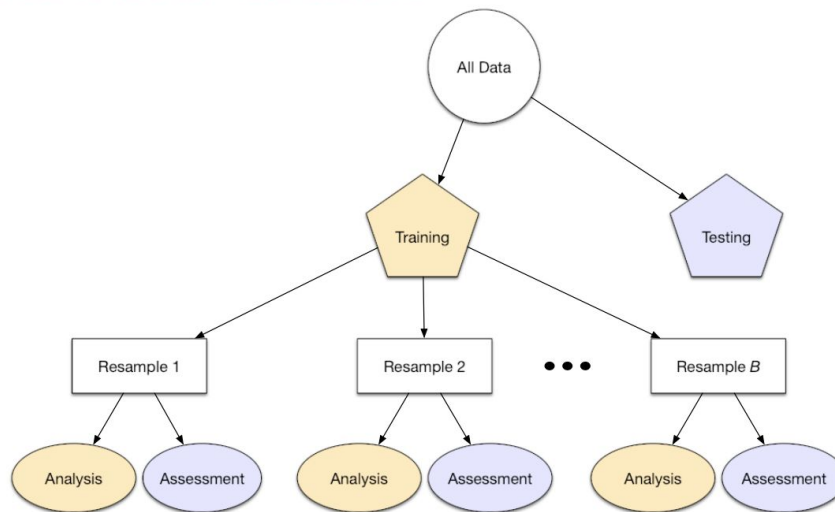 All Data
Training
Testing
Resample 1
Resample 2
Resample B
Analysis
Assessment
Analysis
Assessment
Analysis
Assessment